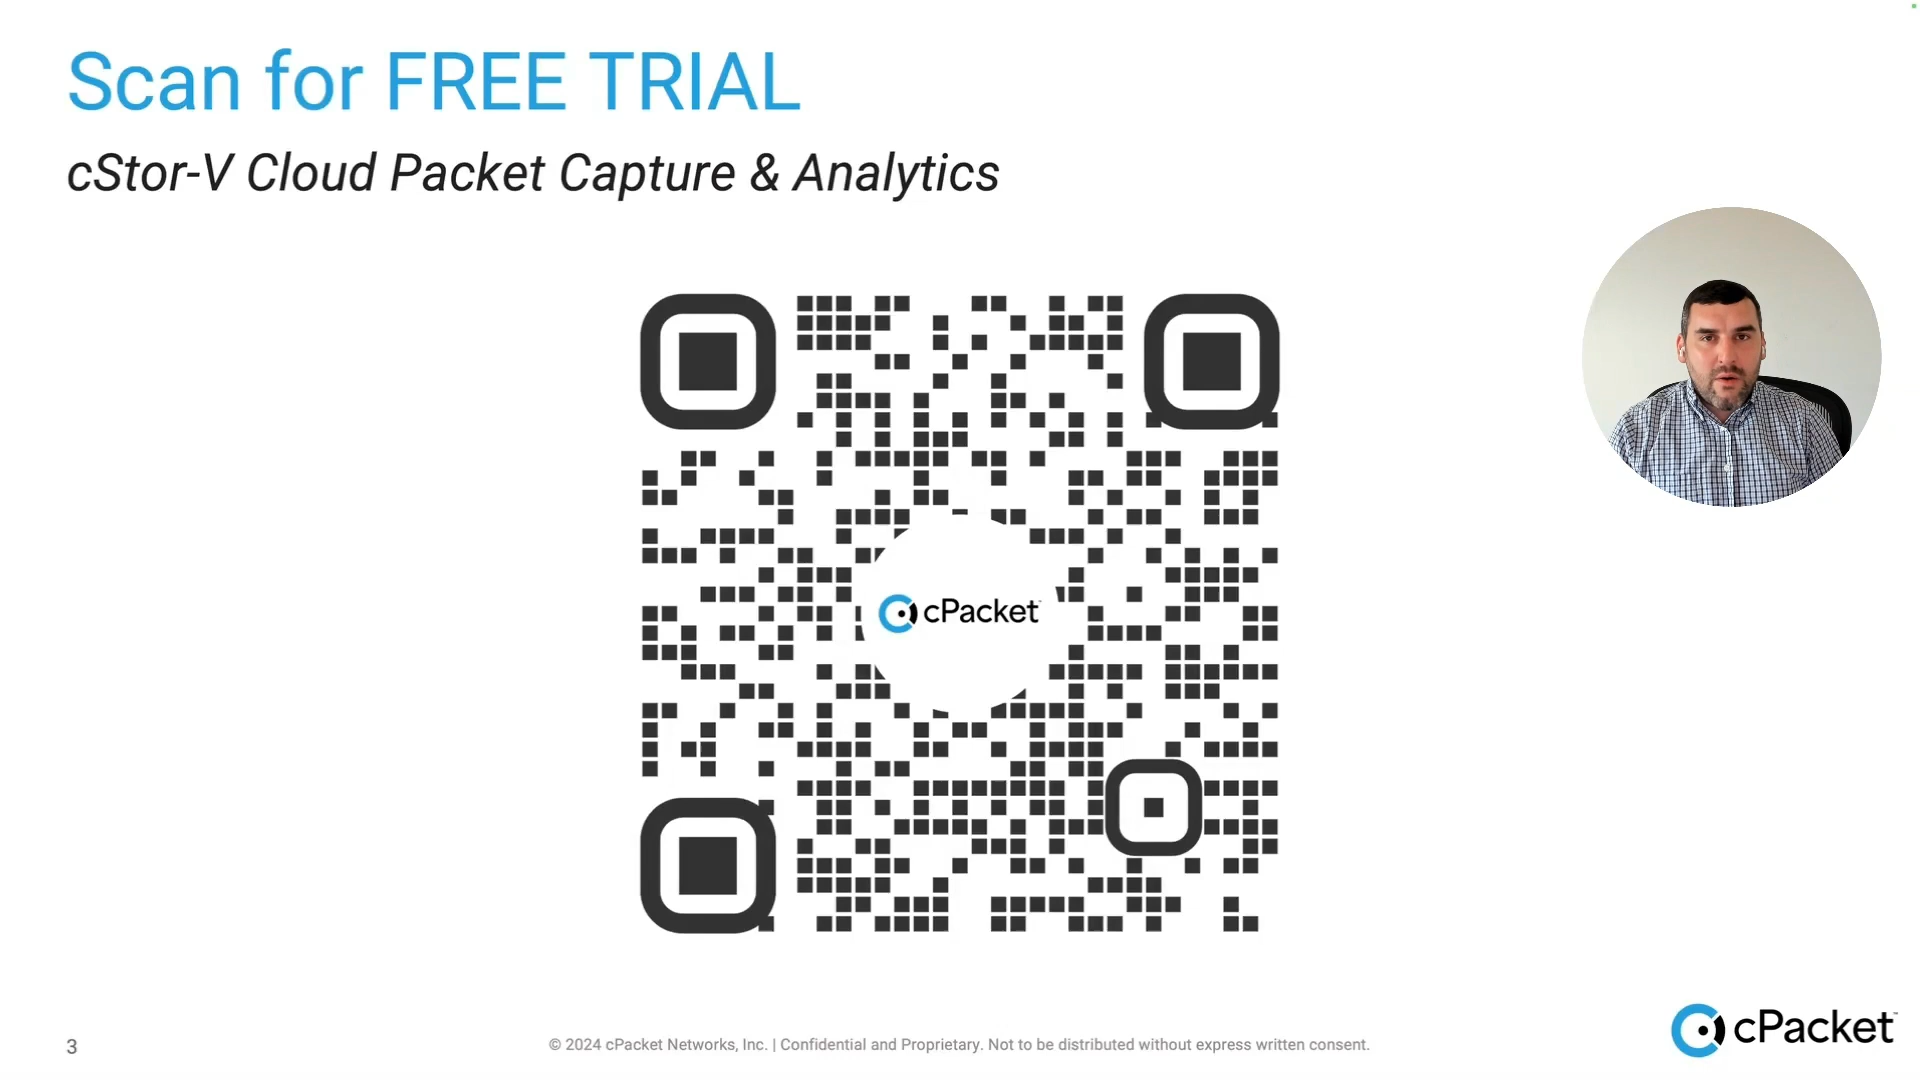 Scan for FREE TRIAL
cStor-V Cloud Packet Capture & Analytics
cPacket
3
© 2024 cPacket Networks, Inc. | Confidential and Proprietary. Not to be distributed without express written consent.
cPacket